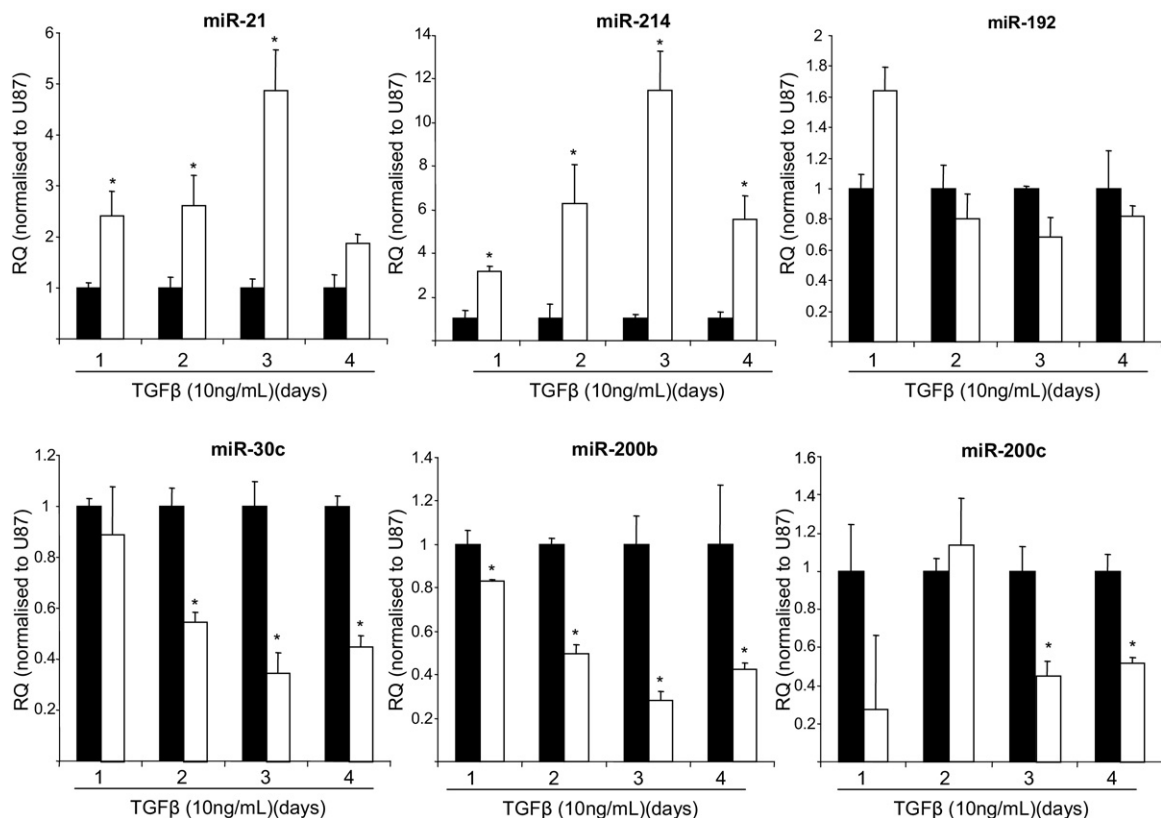 miR-21
RQ (normalised to U87)
6
5
4
3
2
1
*
*
*
1 2 3 4
TGFβ (10ng/mL)(days)
miR-214
RQ (normalised to U87)
14
12
10
8
6
4
2
*
*
*
*
1 2 3 4
TGFβ (10ng/mL)(days)
miR-192
RQ (normalised to U87)
2
1.8
1.6
1.4
1.2
1
0.8
0.6
0.4
0.2
1 2 3 4
TGFβ (10ng/mL)(days)
miR-30c
RQ (normalised to U87)
1.2
1
0.8
0.6
0.4
0.2
*
*
*
1 2 3 4
TGFβ (10ng/mL)(days)
miR-200b
RQ (normalised to U87)
1.4
1.2
1
0.8
0.6
0.4
0.2
*
*
*
*
1 2 3 4
TGFβ (10ng/mL)(days)
miR-200c
RQ (normalised to U87)
1.6
1.4
1.2
1
0.8
0.6
0.4
0.2
*
*
1 2 3 4
TGFβ (10ng/mL)(days)